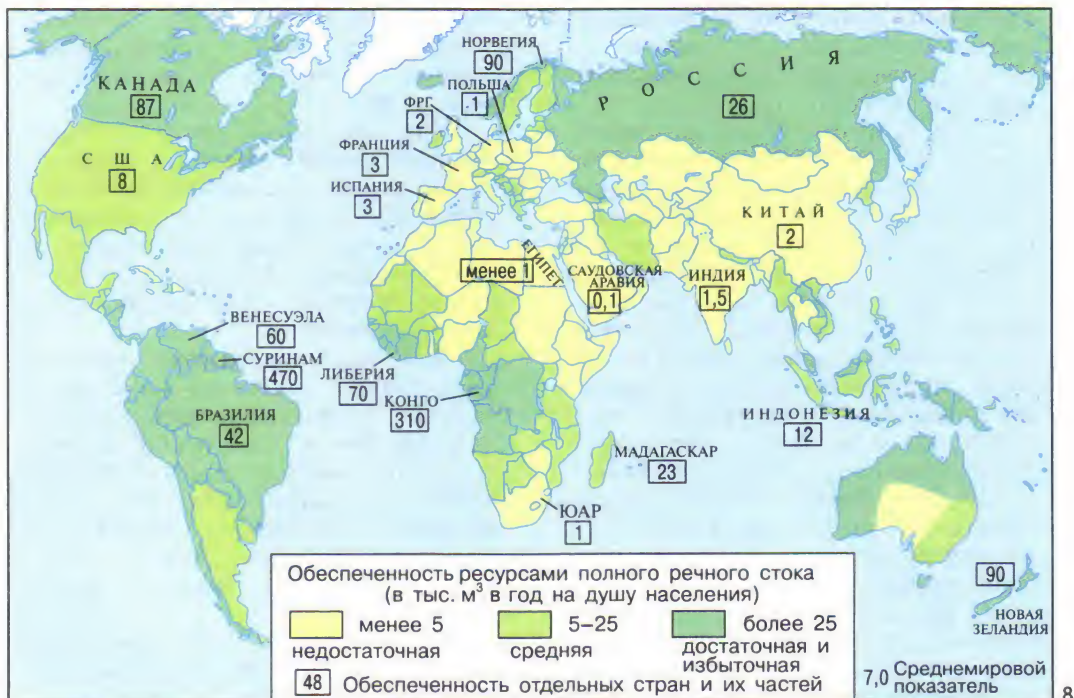 НОРВЕГИЯ
90
КАНАДА
87
ПОЛЬША
1
РОССИЯ
26
ФРГ
2
США
8
ФРАНЦИЯ
3
ИСПАНИЯ
3
КИТАЙ
2
ЕГИПЕТ
менее 1
САУДОВСКАЯ
АРАВИЯ
0,1
ИНДИЯ
1,5
ВЕНЕСУЭЛА
60
СУРИНАМ
470
ЛИБЕРИЯ
70
КОНГО
310
БРАЗИЛИЯ
42
ИНДОНЕЗИЯ
12
МАДАГАСКАР
23
ЮАР
1
90
НОВАЯ
ЗЕЛАНДИЯ
Обеспеченность ресурсами полного речного стока
(в тыс. м³ в год на душу населения)
менее 5
недостаточная
5–25
средняя
более 25
достаточная и
избыточная
48 Обеспеченность отдельных стран и их частей
7,0 Среднемировой
показатель
8